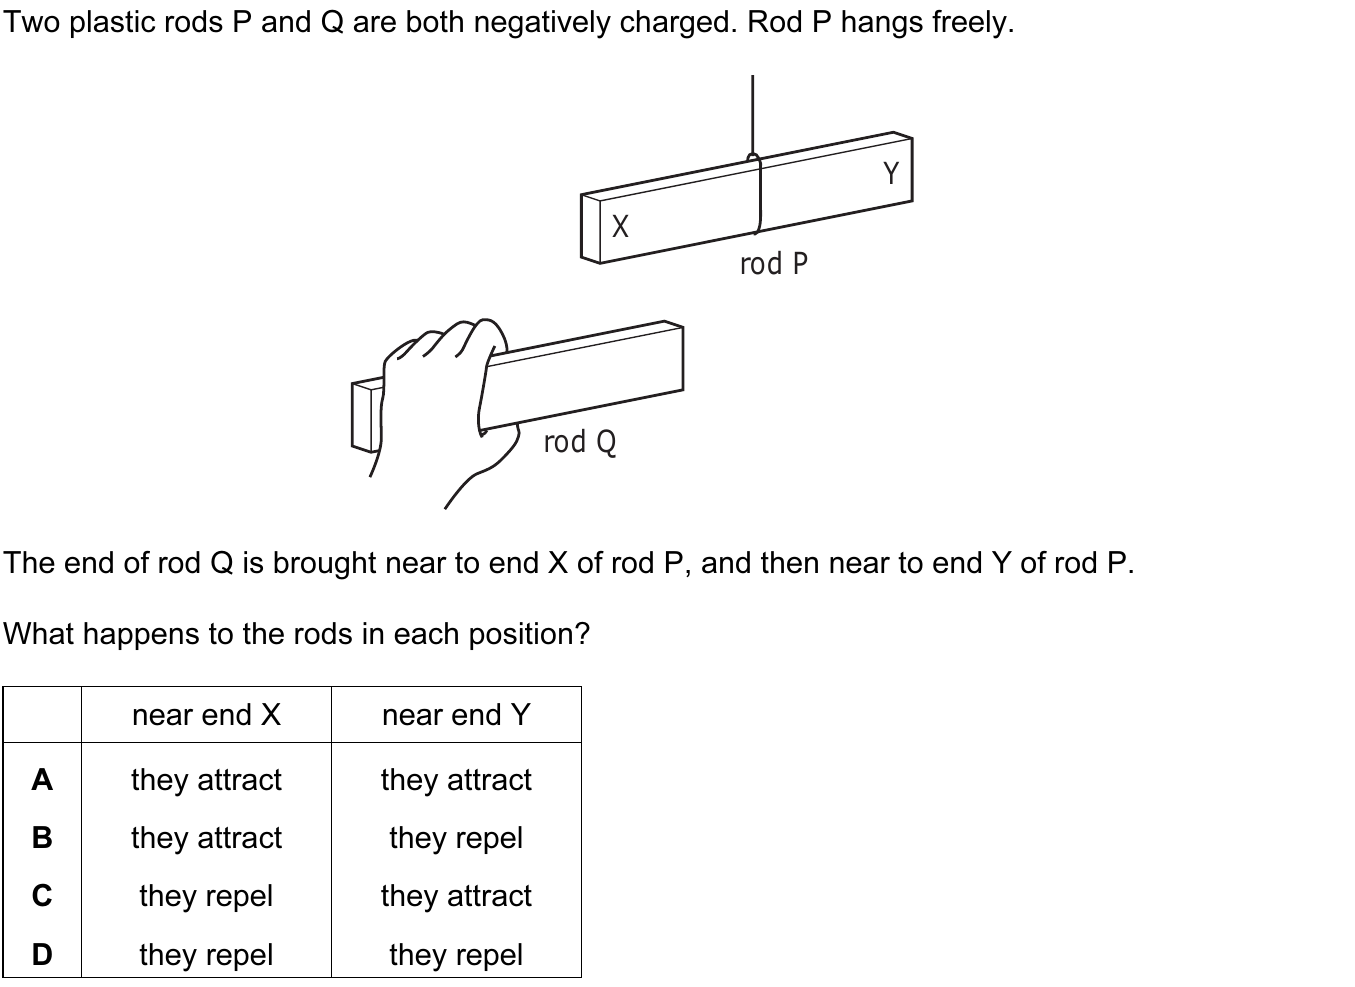 Two plastic rods P and Q are both negatively charged. Rod P hangs freely.
Y
X
rod P
rod Q
The end of rod Q is brought near to end X of rod P, and then near to end Y of rod P.
What happens to the rods in each position?
near end X near end Y
A they attract they attract
B they attract they repel
C they repel they attract
D they repel they repel